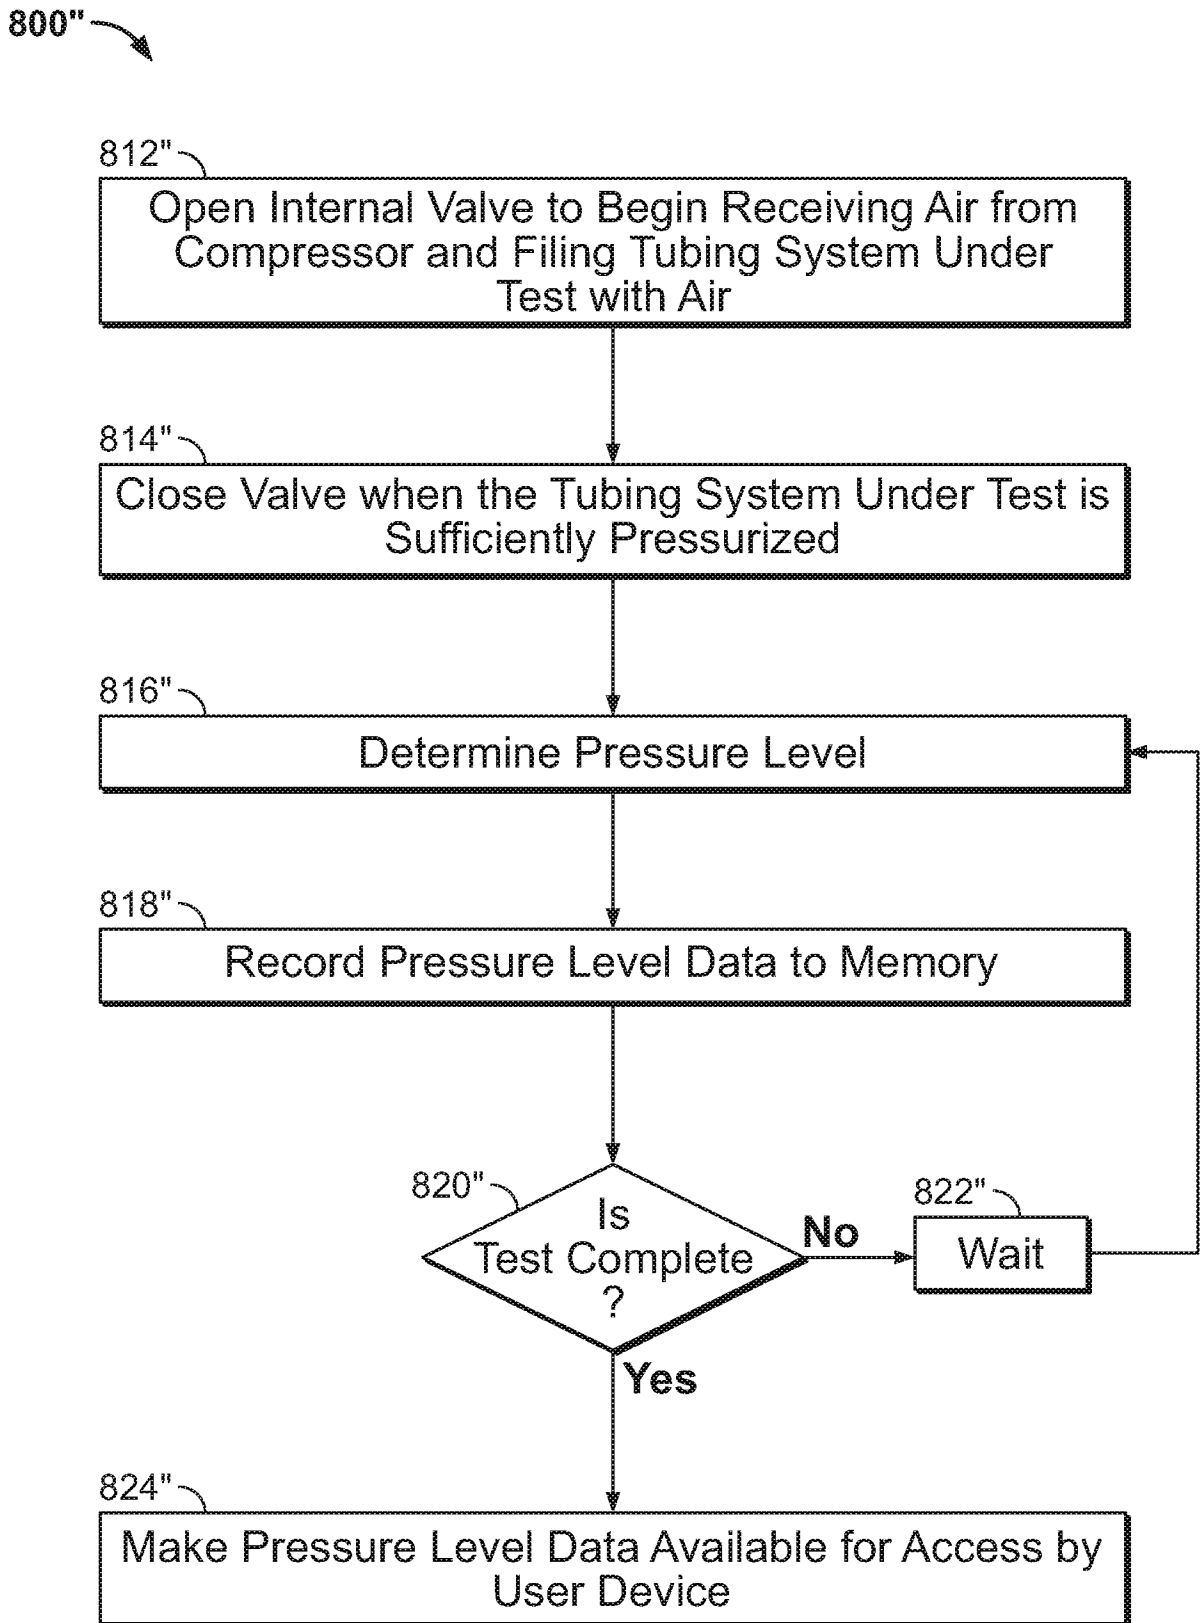 800"
812"
Open Internal Valve to Begin Receiving Air from
Compressor and Filing Tubing System Under
Test with Air
814"
Close Valve when the Tubing System Under Test is
Sufficiently Pressurized
816"
Determine Pressure Level
818"
Record Pressure Level Data to Memory
820"
Is
Test Complete
?
No
822"
Wait
Yes
824"
Make Pressure Level Data Available for Access by
User Device